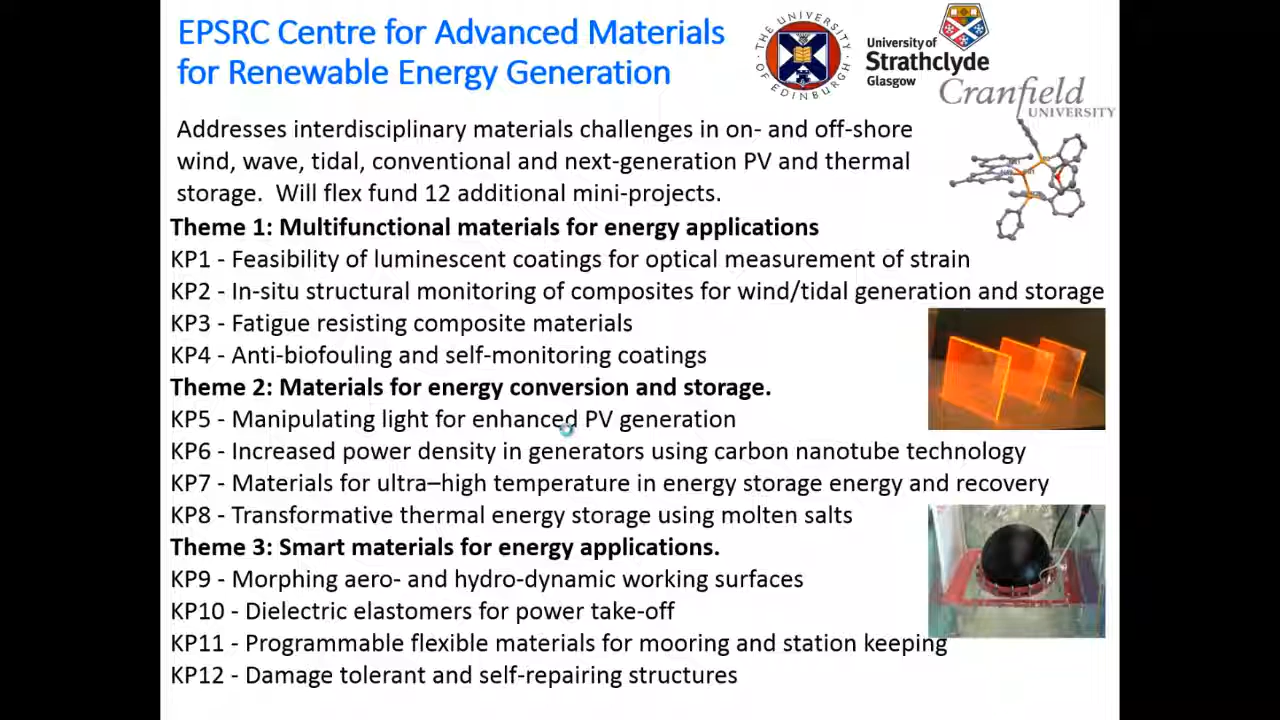 EPSRC Centre for Advanced Materials
for Renewable Energy Generation
THE UNIVERSITY OF EDINBURGH
University of
Strathclyde
Glasgow
Cranfield
UNIVERSITY
Addresses interdisciplinary materials challenges in on- and off-shore
wind, wave, tidal, conventional and next-generation PV and thermal
storage. Will flex fund 12 additional mini-projects.
Theme 1: Multifunctional materials for energy applications
KP1 - Feasibility of luminescent coatings for optical measurement of strain
KP2 - In-situ structural monitoring of composites for wind/tidal generation and storage
KP3 - Fatigue resisting composite materials
KP4 - Anti-biofouling and self-monitoring coatings
Theme 2: Materials for energy conversion and storage.
KP5 - Manipulating light for enhanced PV generation
KP6 - Increased power density in generators using carbon nanotube technology
KP7 - Materials for ultra–high temperature in energy storage energy and recovery
KP8 - Transformative thermal energy storage using molten salts
Theme 3: Smart materials for energy applications.
KP9 - Morphing aero- and hydro-dynamic working surfaces
KP10 - Dielectric elastomers for power take-off
KP11 - Programmable flexible materials for mooring and station keeping
KP12 - Damage tolerant and self-repairing structures